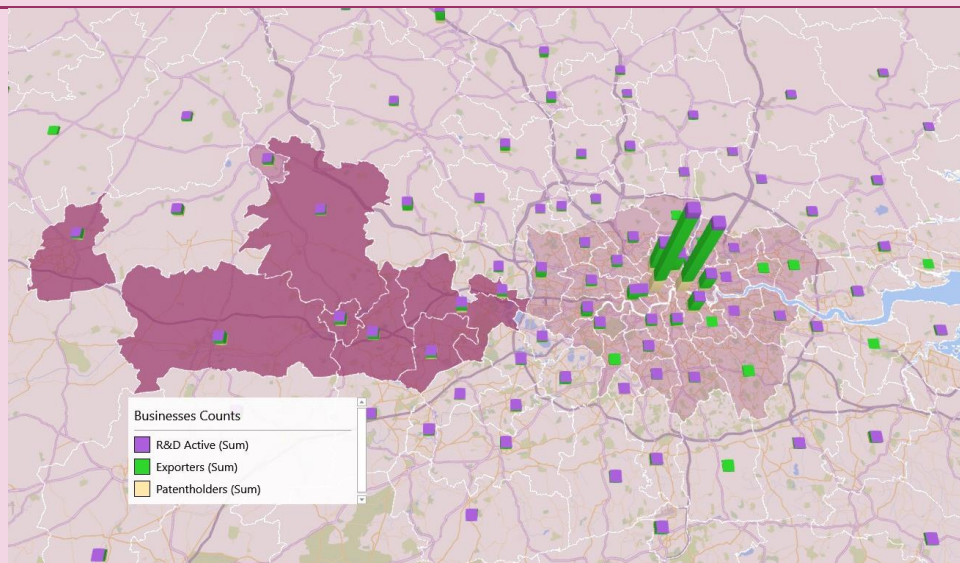 Businesses Counts
R&D Active (Sum)
Exporters (Sum)
Patentholders (Sum)